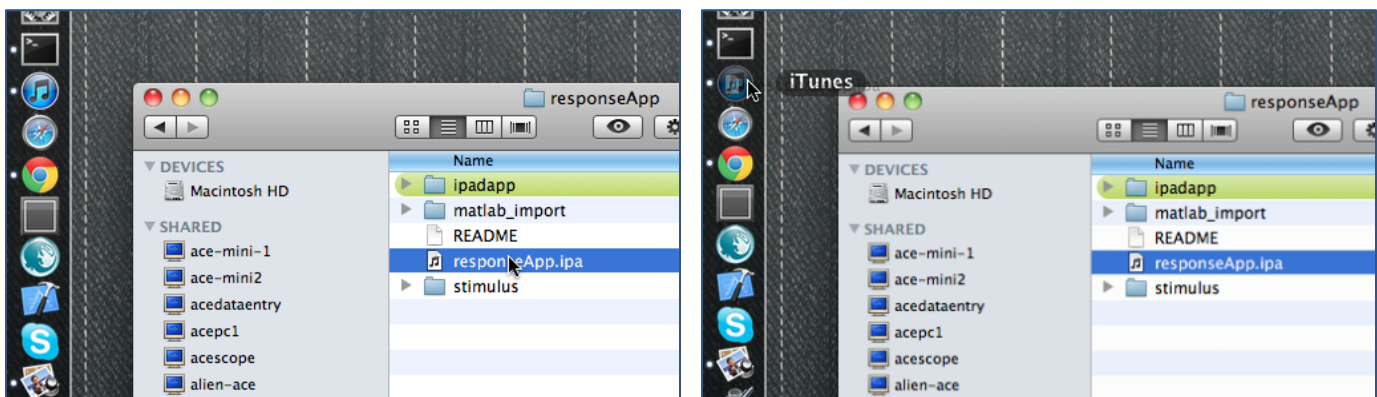 responseApp
Name
DEVICES
Macintosh HD
ipadapp
matlab_import
SHARED
README
ace-mini-1
responseApp.ipa
ace-mini2
stimulus
acedataentry
acepc1
acescope
alien-ace
iTunes
responseApp
Name
DEVICES
Macintosh HD
ipadapp
matlab_import
SHARED
README
ace-mini-1
responseApp.ipa
ace-mini2
stimulus
acedataentry
acepc1
acescope
alien-ace